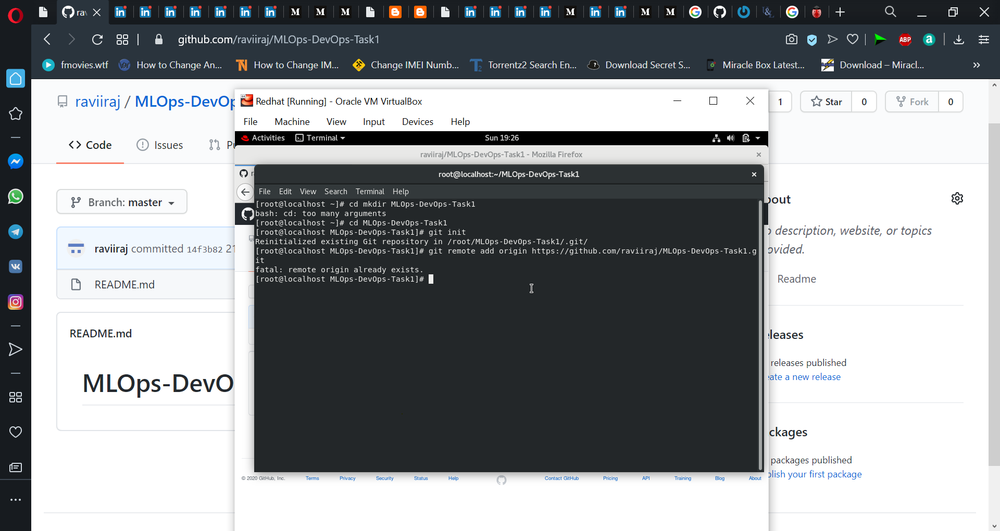 ra
M
M
M
M
M
M
github.com/raviiraj/MLOps-DevOps-Task1
ABP
a
fmovies.wtf
How to Change An...
How to Change IM...
Change IMEI Numb...
Torrentz2 Search En...
Download Secret S...
Miracle Box Latest...
Download – Miracl...
»
raviiraj / MLOps-DevOp
1
Star
0
Fork
0
Code
Issues
Redhat [Running] - Oracle VM VirtualBox
File
Machine
View
Input
Devices
Help
Activities
Terminal
Sun 19:26
raviiraj/MLOps-DevOps-Task1 - Mozilla Firefox
root@localhost:~/MLOps-DevOps-Task1
File Edit View Search Terminal Help
[root@localhost ~]# cd mkdir MLOps-DevOps-Task1
bash: cd: too many arguments
[root@localhost ~]# cd MLOps-DevOps-Task1
[root@localhost MLOps-DevOps-Task1]# git init
Reinitialized existing Git repository in /root/MLOps-DevOps-Task1/.git/
[root@localhost MLOps-DevOps-Task1]# git remote add origin https://github.com/raviiraj/MLOps-DevOps-Task1.g
it
fatal: remote origin already exists.
[root@localhost MLOps-DevOps-Task1]#
Branch: master
raviiraj committed 14f3b82 21
README.md
README.md
MLOps-DevO
bout
description, website, or topics
ovided.
Readme
leases
releases published
eate a new release
ckages
packages published
blish your first package
© 2020 GitHub, Inc.
Terms
Privacy
Security
Status
Help
Contact GitHub
Pricing
API
Training
Blog
About